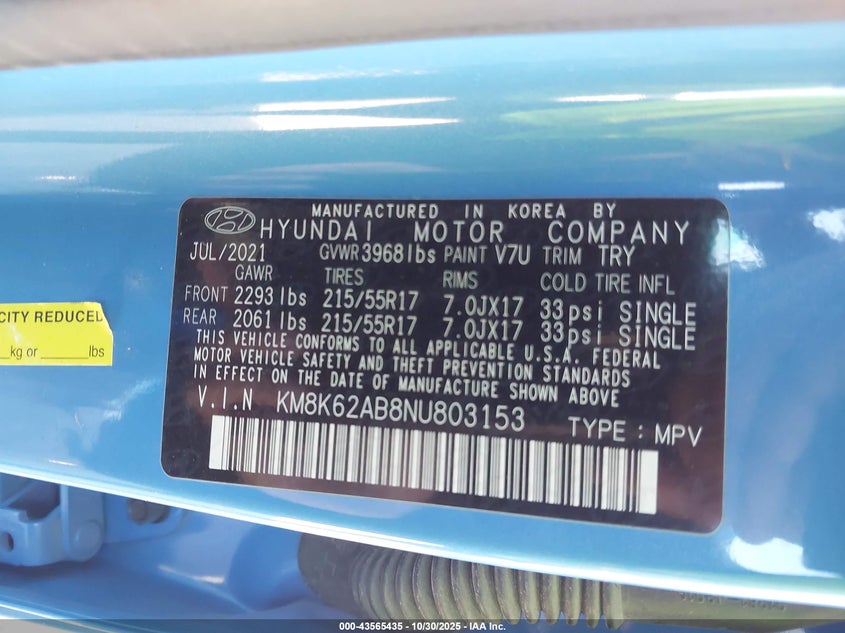 MANUFACTURED IN KOREA BY
HYUNDAI MOTOR COMPANY
JUL/2021 GVWR 3968lbs PAINT V7U TRIM TRY
GAWR TIRES RIMS COLD TIRE INFL
FRONT 2293 lbs 215/55R17 7.0JX17 33psi SINGLE
REAR 2061 lbs 215/55R17 7.0JX17 33psi SINGLE
THIS VEHICLE CONFORMS TO ALL APPLICABLE U.S.A. FEDERAL
MOTOR VEHICLE SAFETY AND THEFT PREVENTION STANDARDS
IN EFFECT ON THE DATE OF MANUFACTURE SHOWN ABOVE
V.I.N KM8K62AB8NU803153 TYPE : MPV
CITY REDUCED
kg or lbs
000-43565435 - 10/30/2025 - IAA Inc.